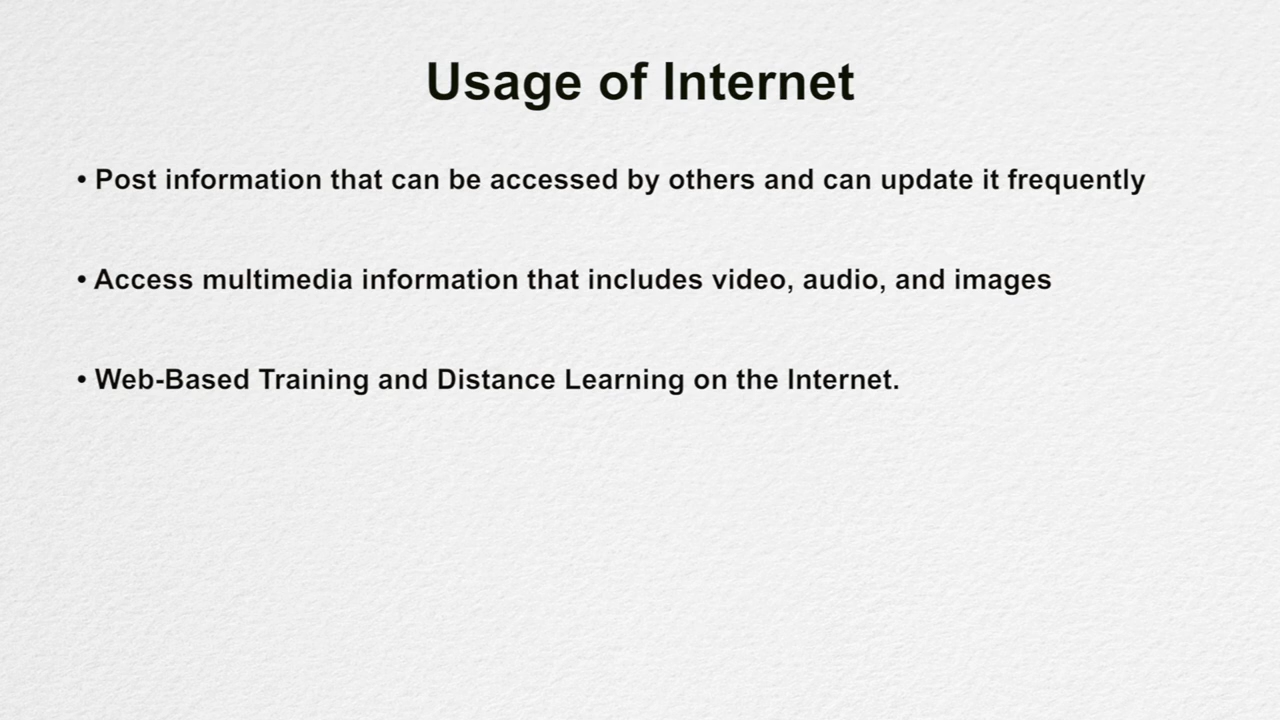 Usage of Internet
• Post information that can be accessed by others and can update it frequently
• Access multimedia information that includes video, audio, and images
• Web-Based Training and Distance Learning on the Internet.